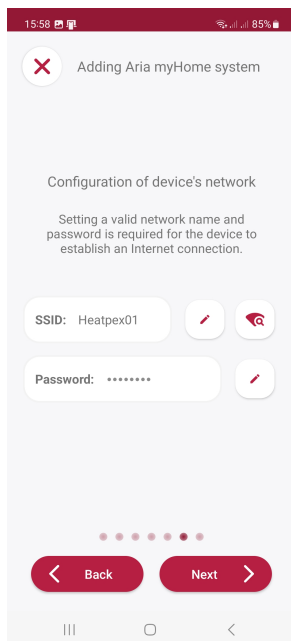 15:58 85%
Adding Aria myHome system
Configuration of device's network
Setting a valid network name and
password is required for the device to
establish an Internet connection.
SSID: Heatpex01
Password: ••••••••
Back Next